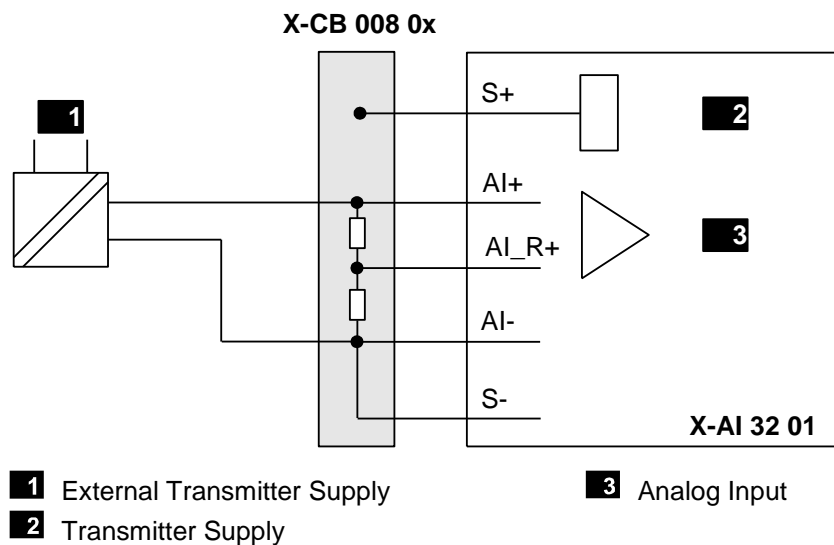 X-CB 008 0x
1
S+
2
AI+
3
AI_R+
AI-
S-
X-AI 32 01
1 External Transmitter Supply
3 Analog Input
2 Transmitter Supply